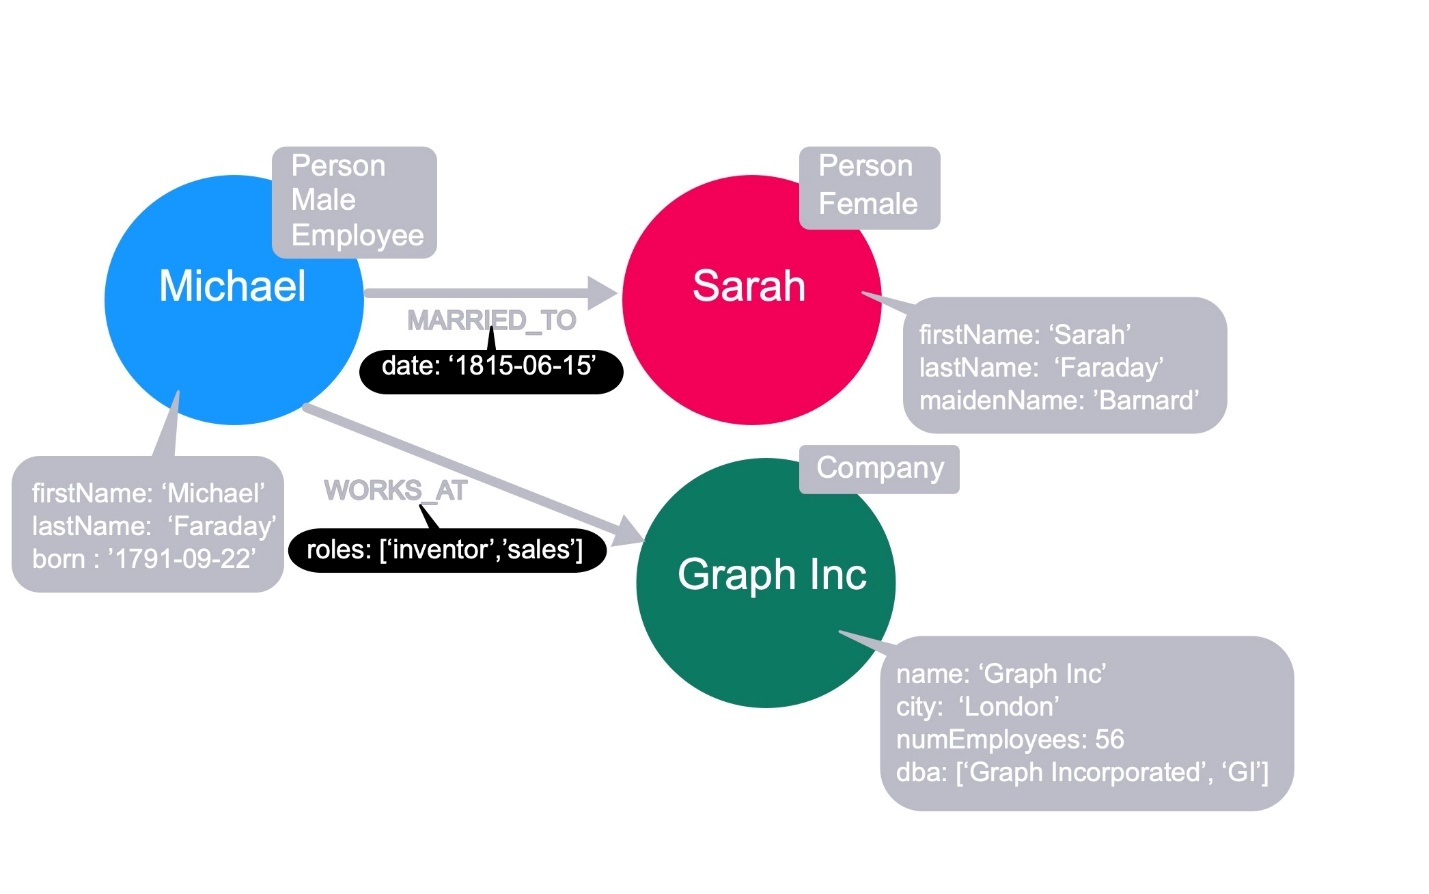 Person
Male
Employee
Michael
Person
Female
Sarah
MARRIED_TO
date: ‘1815-06-15’
firstName: ‘Sarah’
lastName:  ‘Faraday’
maidenName: ’Barnard’
firstName: ‘Michael’
lastName:  ‘Faraday’
born : ’1791-09-22’
WORKS_AT
roles: [‘inventor’,’sales’]
Company
Graph Inc
name: ‘Graph Inc’
city:  ‘London’
numEmployees: 56
dba: [‘Graph Incorporated’, ‘GI’]